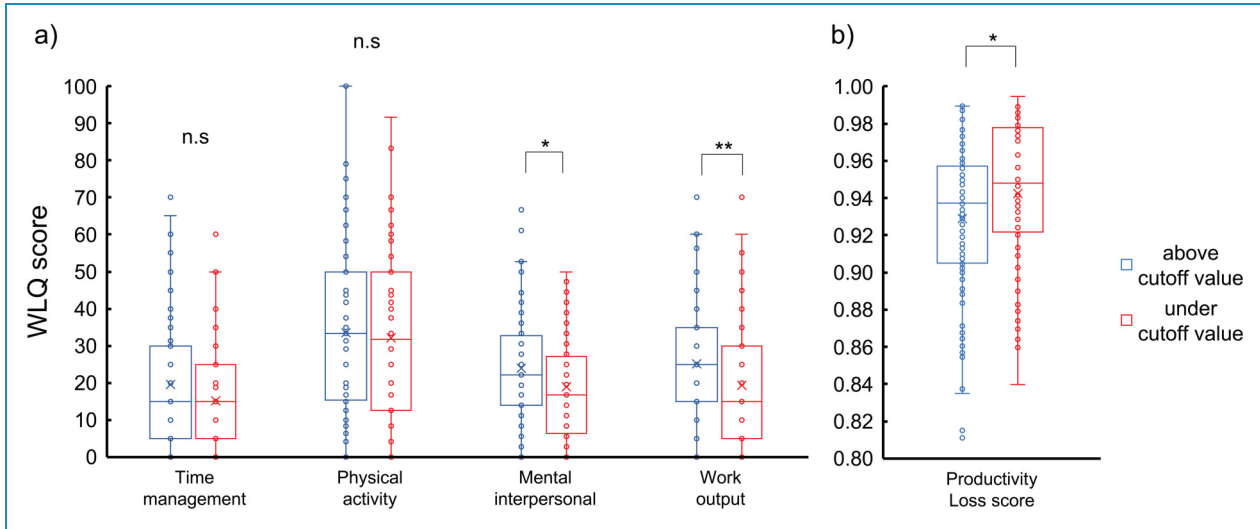 a)
n.s
n.s
*
**
WLQ score
100
90
80
70
60
50
40
30
20
10
0
Time
management
Physical
activity
Mental
interpersonal
Work
output
b)
*
1.00
0.98
0.96
0.94
0.92
0.90
0.88
0.86
0.84
0.82
0.80
Productivity
Loss score
above
cutoff value
under
cutoff value